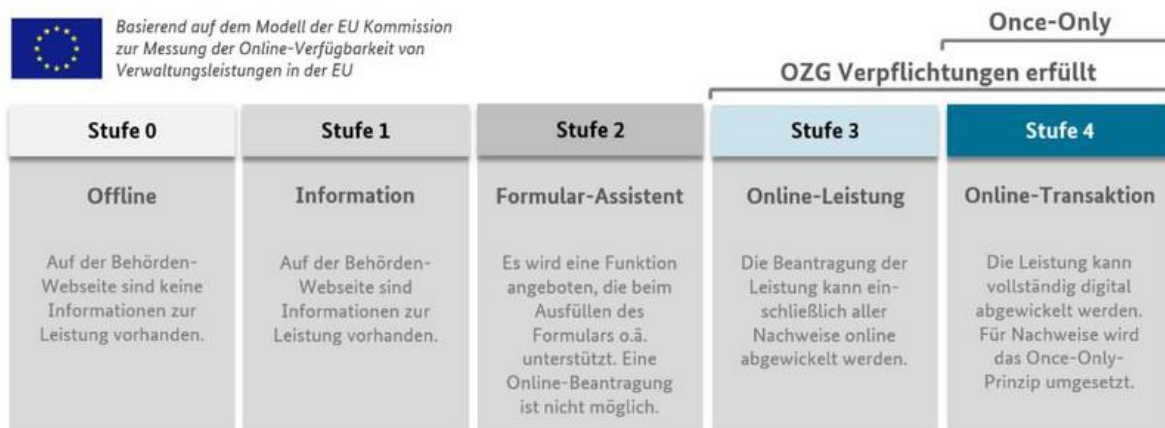 Basierend auf dem Modell der EU Kommission
zur Messung der Online-Verfügbarkeit von
Verwaltungsleistungen in der EU
Once-Only
OZG Verpflichtungen erfüllt
Stufe 0
Offline
Auf der Behörden-
Webseite sind keine
Informationen zur
Leistung vorhanden.
Stufe 1
Information
Auf der Behörden-
Webseite sind
Informationen zur
Leistung vorhanden.
Stufe 2
Formular-Assistent
Es wird eine Funktion
angeboten, die beim
Ausfüllen des
Formulars o.ä.
unterstützt. Eine
Online-Beantragung
ist nicht möglich.
Stufe 3
Online-Leistung
Die Beantragung der
Leistung kann ein-
schließlich aller
Nachweise online
abgewickelt werden.
Stufe 4
Online-Transaktion
Die Leistung kann
vollständig digital
abgewickelt werden.
Für Nachweise wird
das Once-Only-
Prinzip umgesetzt.